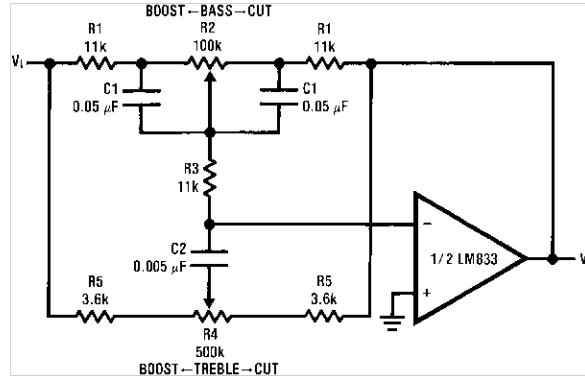 BOOST←BASS→CUT
R1
11k
R2
100k
R1
11k
Vi
C1
0.05 μF
C1
0.05 μF
R3
11k
C2
0.005 μF
−
1/2 LM833
+
V
R5
3.6k
R5
3.6k
R4
500k
BOOST←TREBLE→CUT